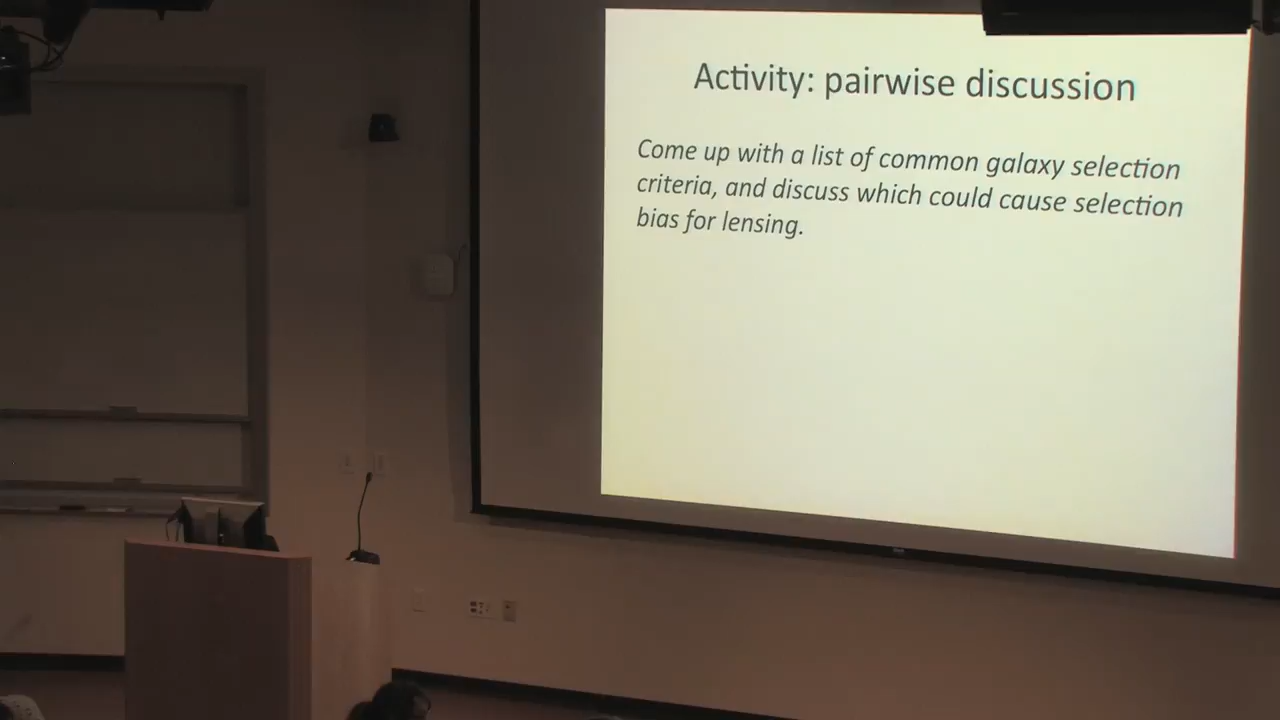 Activity: pairwise discussion
Come up with a list of common galaxy selection
criteria, and discuss which could cause selection
bias for lensing.